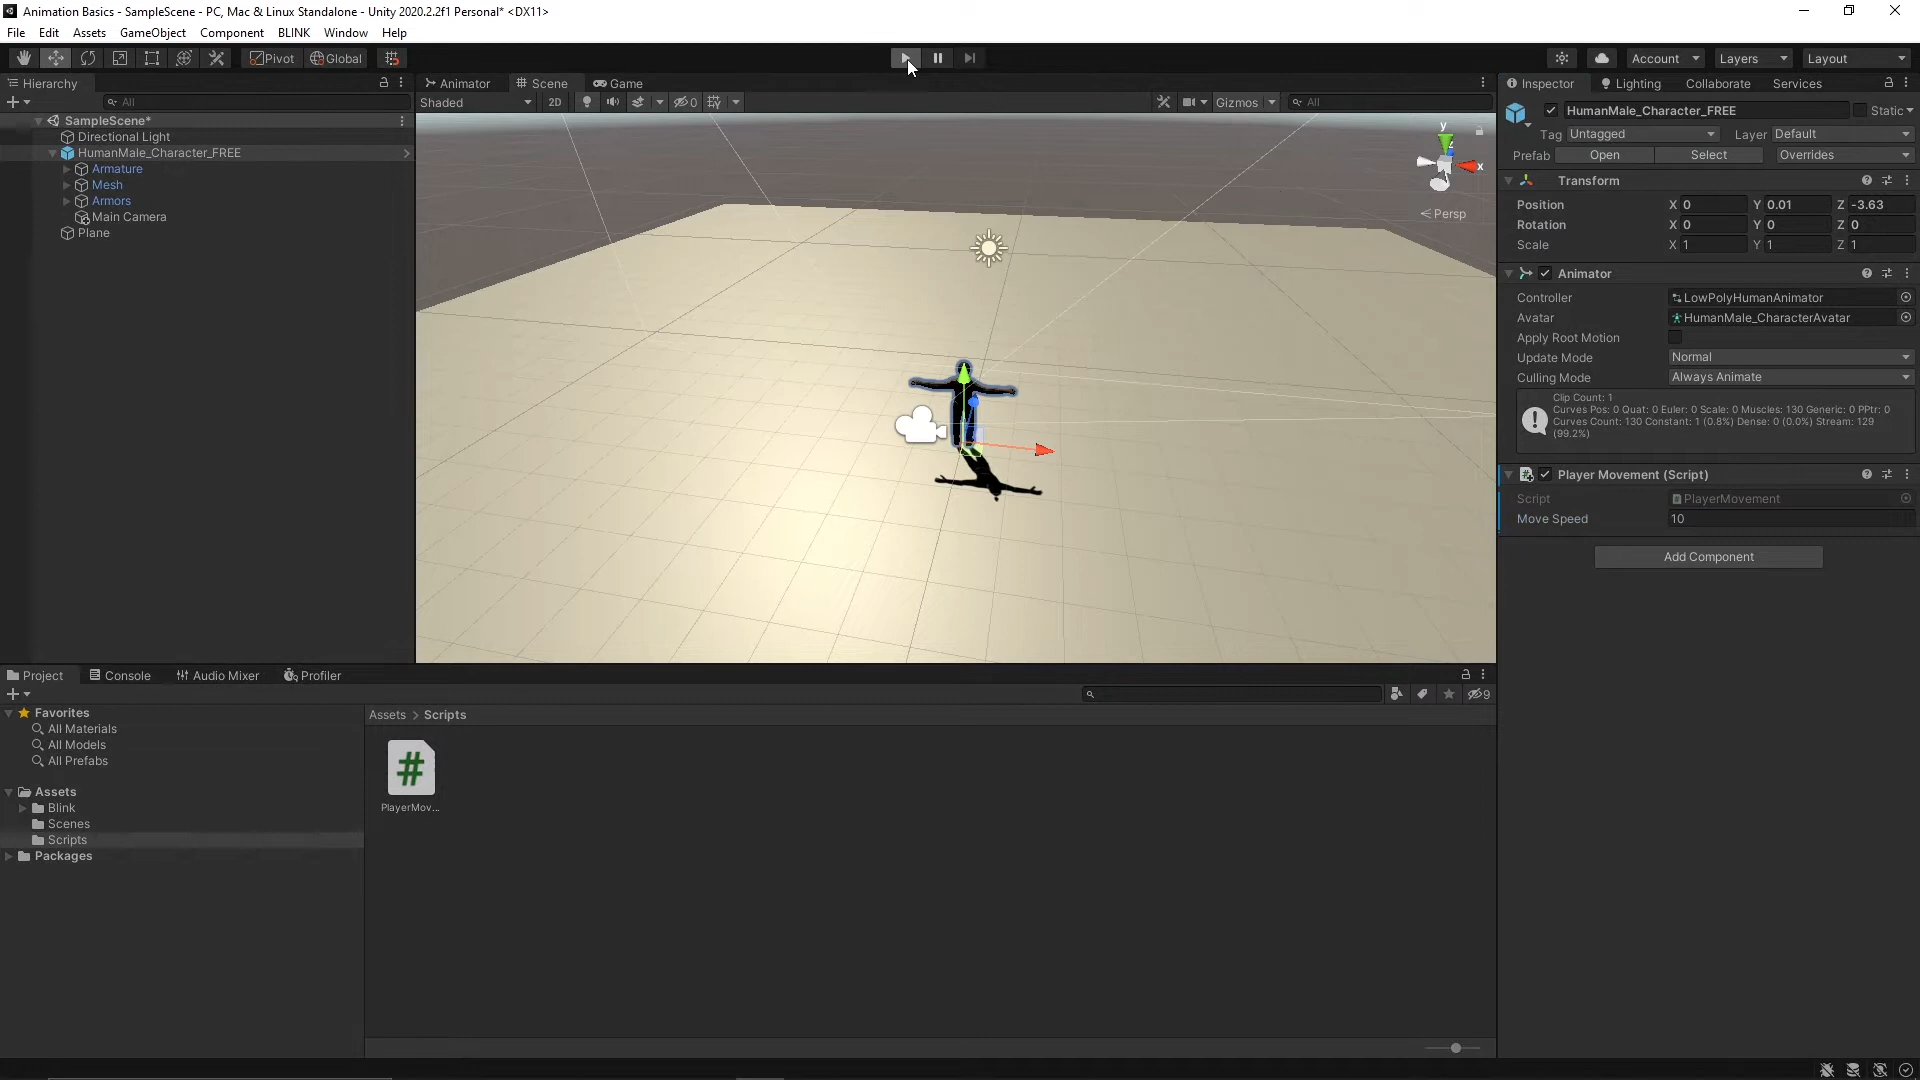 Animation Basics - SampleScene - PC, Mac & Linux Standalone - Unity 2020.2.2f1 Personal* <DX11>
File Edit Assets GameObject Component BLINK Window Help
Pivot Global Account Layers Layout
Hierarchy
All
SampleScene*
Directional Light
HumanMale_Character_FREE
Armature
Mesh
Armors
Main Camera
Plane
Animator Scene Game
Shaded 2D 0 Gizmos All
y
x
z
< Persp
Inspector Lighting Collaborate Services
HumanMale_Character_FREE Static
Tag Untagged Layer Default
Prefab Open Select Overrides
Transform
Position X 0 Y 0.01 Z -3.63
Rotation X 0 Y 0 Z 0
Scale X 1 Y 1 Z 1
Animator
Controller LowPolyHumanAnimator
Avatar HumanMale_CharacterAvatar
Apply Root Motion
Update Mode Normal
Culling Mode Always Animate
Clip Count: 1
Curves Pos: 0 Quat: 0 Euler: 0 Scale: 0 Muscles: 130 Generic: 0 PPtr: 0
Curves Count: 130 Constant: 1 (0.8%) Dense: 0 (0.0%) Stream: 129
(99.2%)
Player Movement (Script)
Script PlayerMovement
Move Speed 10
Add Component
Project Console Audio Mixer Profiler
9
Favorites
All Materials
All Models
All Prefabs
Assets
Blink
Scenes
Scripts
Packages
Assets > Scripts
#
PlayerMov...